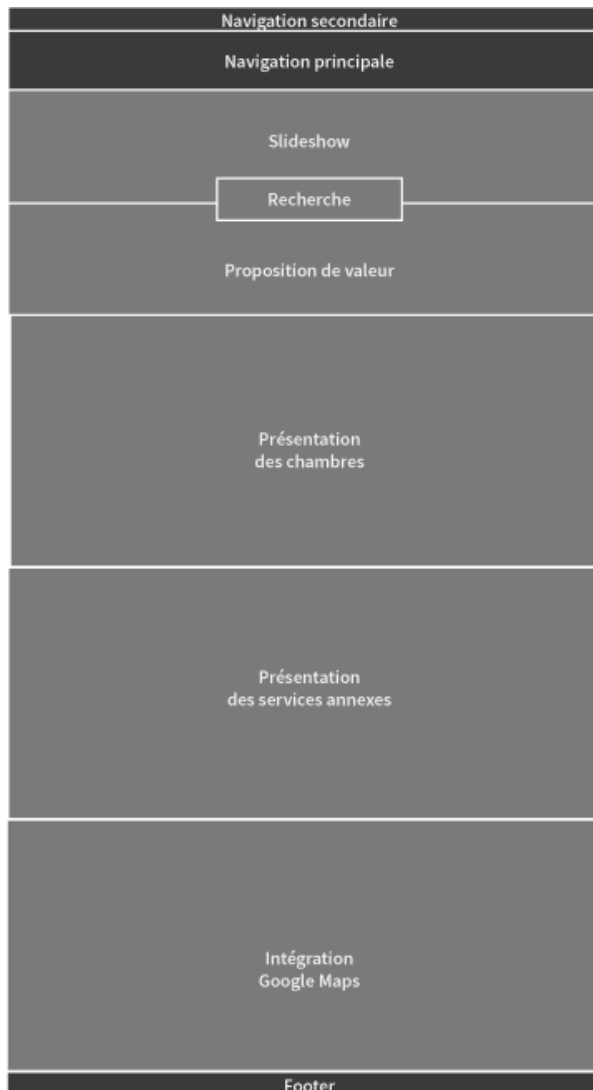 Navigation secondaire
Navigation principale
Slideshow
Recherche
Proposition de valeur
Présentation
des chambres
Présentation
des services annexes
Intégration
Google Maps
Footer